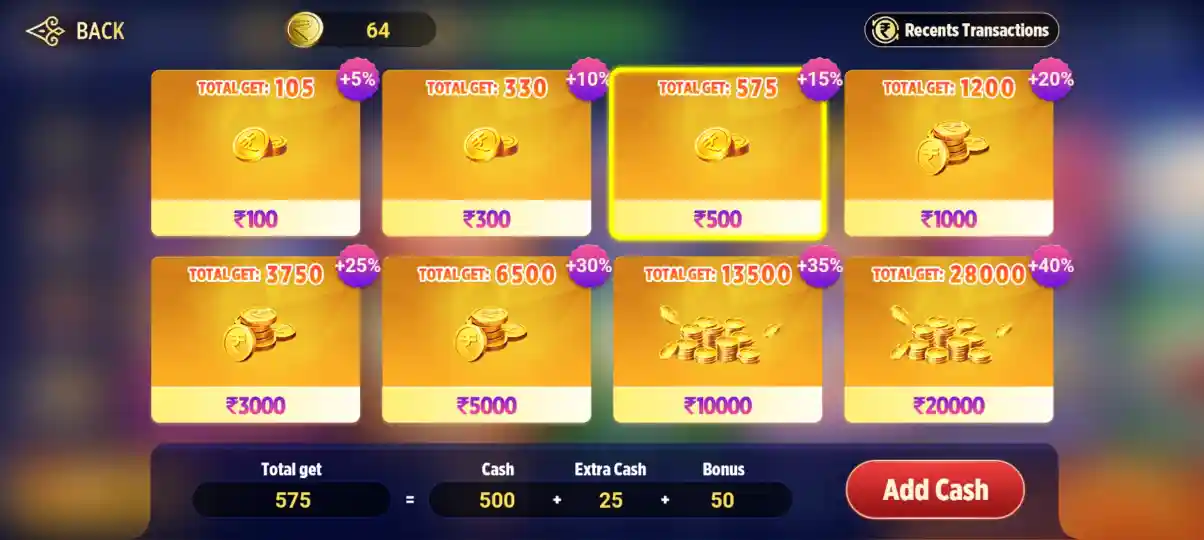 BACK
64
Recents Transactions
TOTAL GET: 105
+5%
TOTAL GET: 330
+10%
TOTAL GET: 575
+15%
TOTAL GET: 1200
+20%
₹100
₹300
₹500
₹1000
TOTAL GET: 3750
+25%
TOTAL GET: 6500
+30%
TOTAL GET: 13500
+35%
TOTAL GET: 28000
+40%
₹3000
₹5000
₹10000
₹20000
Total get
Cash
Extra Cash
Bonus
575 = 500 + 25 + 50
Add Cash